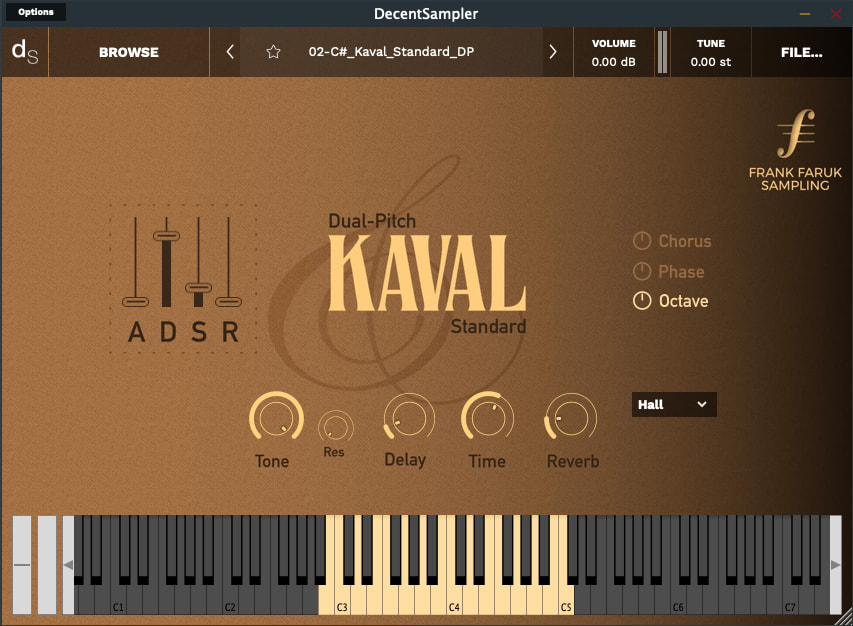 Options
DecentSampler
dS
BROWSE
02-C#_Kaval_Standard_DP
VOLUME
0.00 dB
TUNE
0.00 st
FILE...
FRANK FARUK
SAMPLING
Dual-Pitch
KAVAL
Standard
A D S R
Chorus
Phase
Octave
Tone
Res
Delay
Time
Reverb
Hall
C1 C2 C3 C4 C5 C6 C7